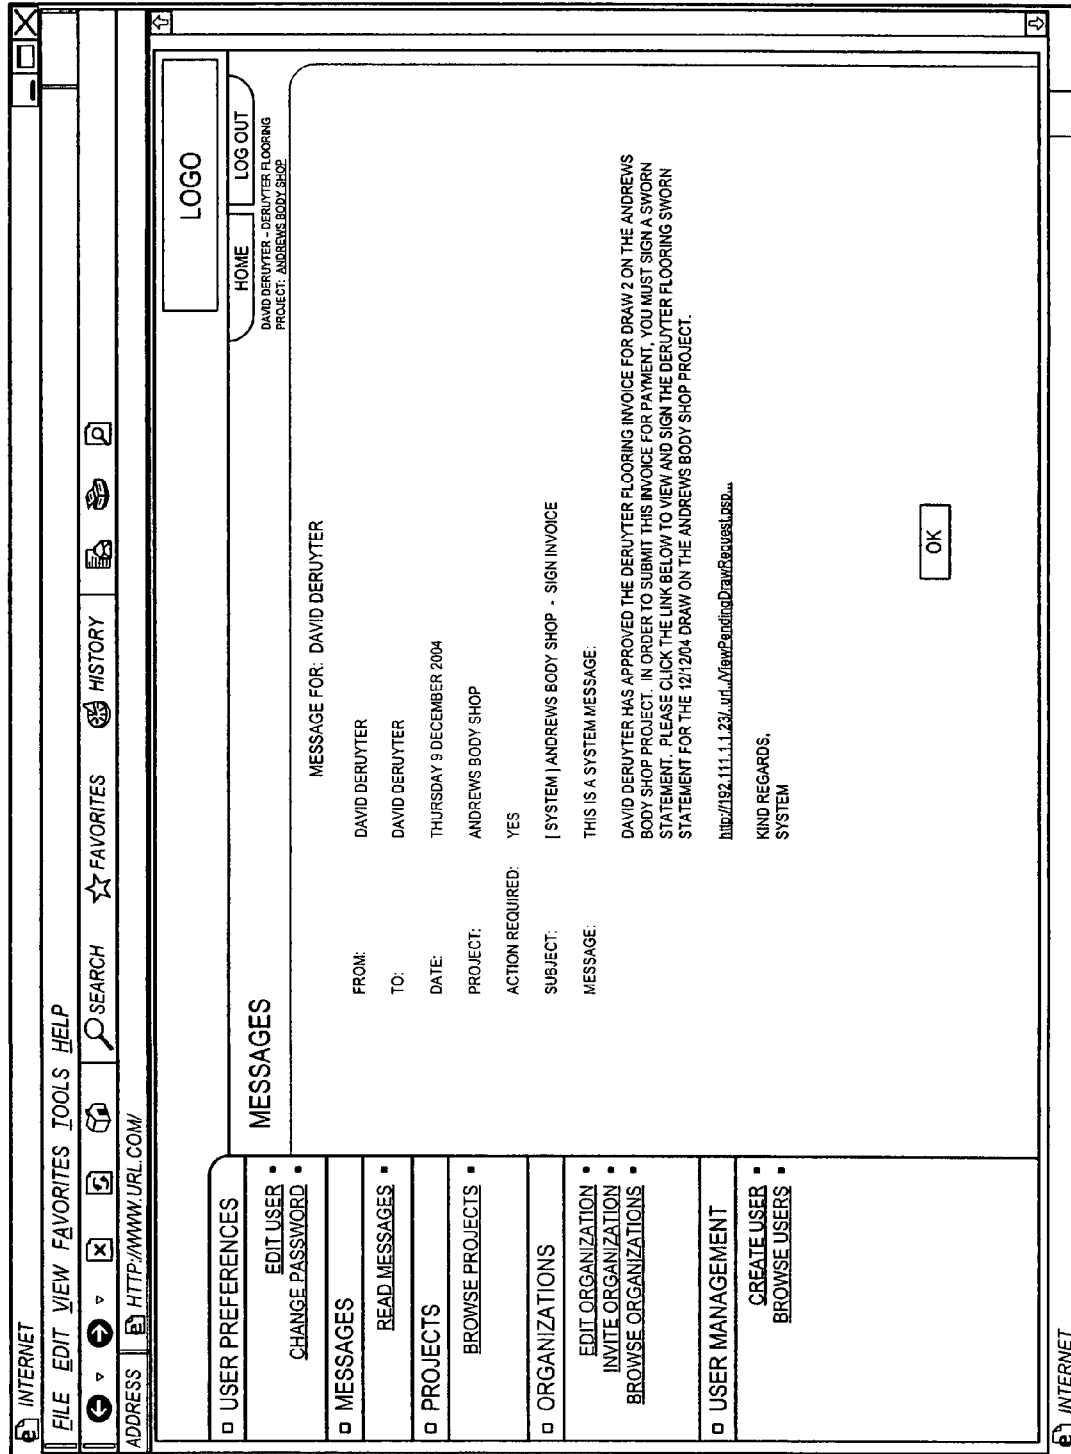 INTERNET
FILE EDIT VIEW FAVORITES TOOLS HELP
SEARCH FAVORITES HISTORY
ADDRESS HTTP://WWW.URL.COM/
LOGO
HOME LOG OUT
DAVID DERUYTER - DERUYTER FLOORING
PROJECT: ANDREWS BODY SHOP
USER PREFERENCES
EDIT USER
CHANGE PASSWORD
MESSAGES
READ MESSAGES
PROJECTS
BROWSE PROJECTS
ORGANIZATIONS
EDIT ORGANIZATION
INVITE ORGANIZATION
BROWSE ORGANIZATIONS
USER MANAGEMENT
CREATE USER
BROWSE USERS
MESSAGES
MESSAGE FOR: DAVID DERUYTER
FROM: DAVID DERUYTER
TO: DAVID DERUYTER
DATE: THURSDAY 9 DECEMBER 2004
PROJECT: ANDREWS BODY SHOP
ACTION REQUIRED: YES
SUBJECT: [ SYSTEM ] ANDREWS BODY SHOP - SIGN INVOICE
MESSAGE: THIS IS A SYSTEM MESSAGE:
DAVID DERUYTER HAS APPROVED THE DERUYTER FLOORING INVOICE FOR DRAW 2 ON THE ANDREWS
BODY SHOP PROJECT. IN ORDER TO SUBMIT THIS INVOICE FOR PAYMENT, YOU MUST SIGN A SWORN
STATEMENT. PLEASE CLICK THE LINK BELOW TO VIEW AND SIGN THE DERUYTER FLOORING SWORN
STATEMENT FOR THE 12/12/04 DRAW ON THE ANDREWS BODY SHOP PROJECT.
http://192.111.1.1.23/..url../ViewPendingDrawRequest.psp...
KIND REGARDS,
SYSTEM
OK
INTERNET